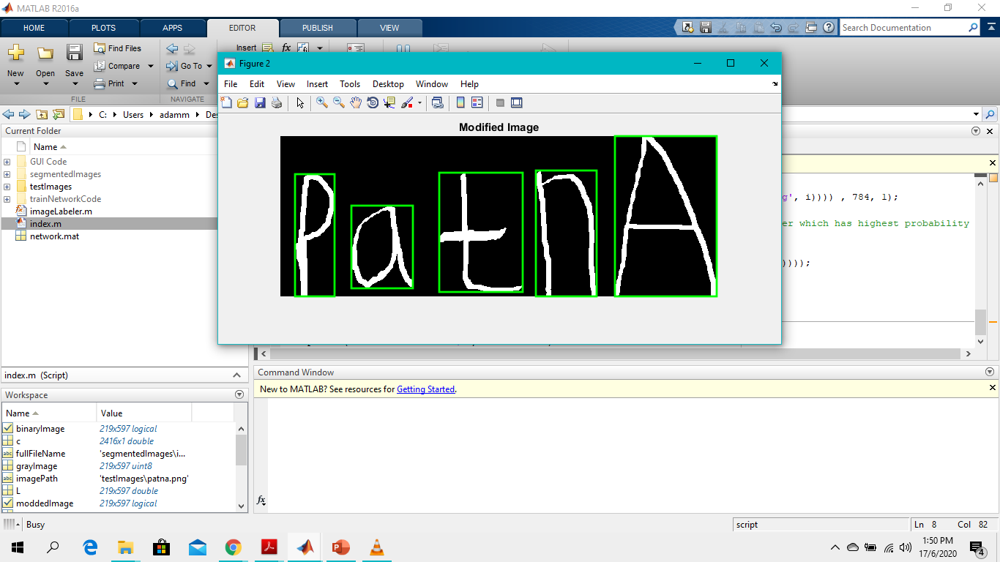 MATLAB R2016a
HOME PLOTS APPS EDITOR PUBLISH VIEW
Search Documentation
New Open Save Find Files Compare Print
Go To Find
Insert fx
FILE NAVIGATE
C: Users adamm
Current Folder
Name
GUI Code
segmentedImages
testImages
trainNetworkCode
imageLabeler.m
index.m
network.mat
index.m (Script)
Workspace
Name Value
binaryImage 219x597 logical
c 2416x1 double
fullFileName 'segmentedImages\i...
grayImage 219x597 uint8
imagePath 'testImages\patna.png'
L 219x597 double
moddedImage 219x597 logical
Figure 2
File Edit View Insert Tools Desktop Window Help
Modified Image
PatnA
', i)))) , 784, 1);
which has highest probability
))));
Command Window
New to MATLAB? See resources for Getting Started.
fx
Busy
script
Ln 8 Col 82
1:50 PM
17/6/2020
4